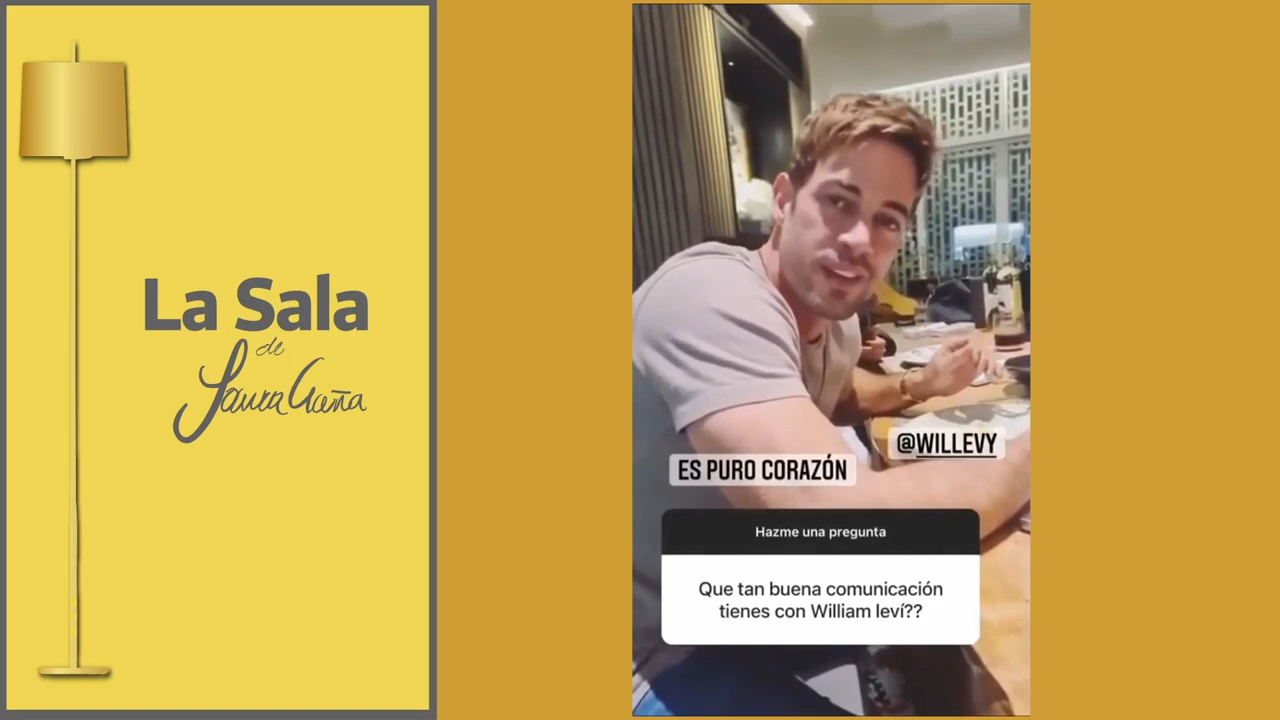 La Sala
de
Laura Acuña
@WILLEVY
ES PURO CORAZÓN
Hazme una pregunta
Que tan buena comunicación
tienes con William leví??